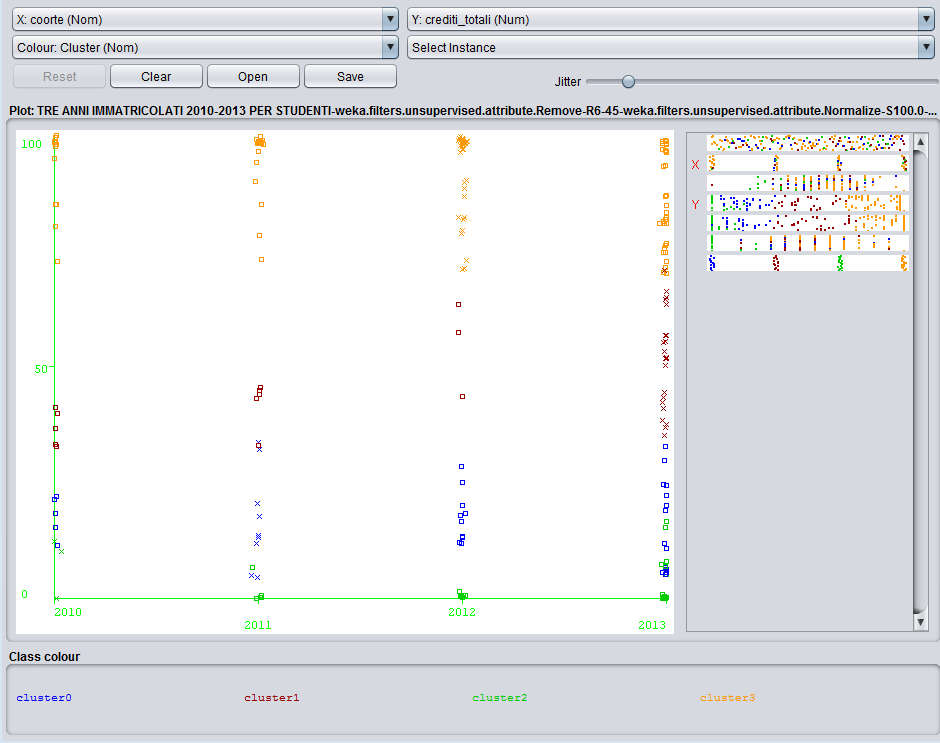 X: coorte (Nom) Y: crediti_totali (Num)
Colour: Cluster (Nom) Select Instance
Reset Clear Open Save Jitter
Plot: TRE ANNI IMMATRICOLATI 2010-2013 PER STUDENTI-weka.filters.unsupervised.attribute.Remove-R6-45-weka.filters.unsupervised.attribute.Normalize-S100.0-...
100
X
Y
50
0
2010 2012
2011 2013
Class colour
cluster0 cluster1 cluster2 cluster3